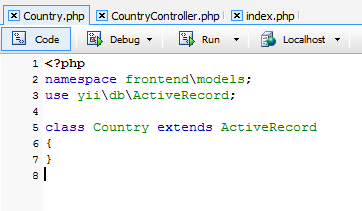 Country.php CountryController.php index.php
Code Debug Run Localhost
1 <?php
2 namespace frontend\models;
3 use yii\db\ActiveRecord;
4
5 class Country extends ActiveRecord
6 {
7 }
8